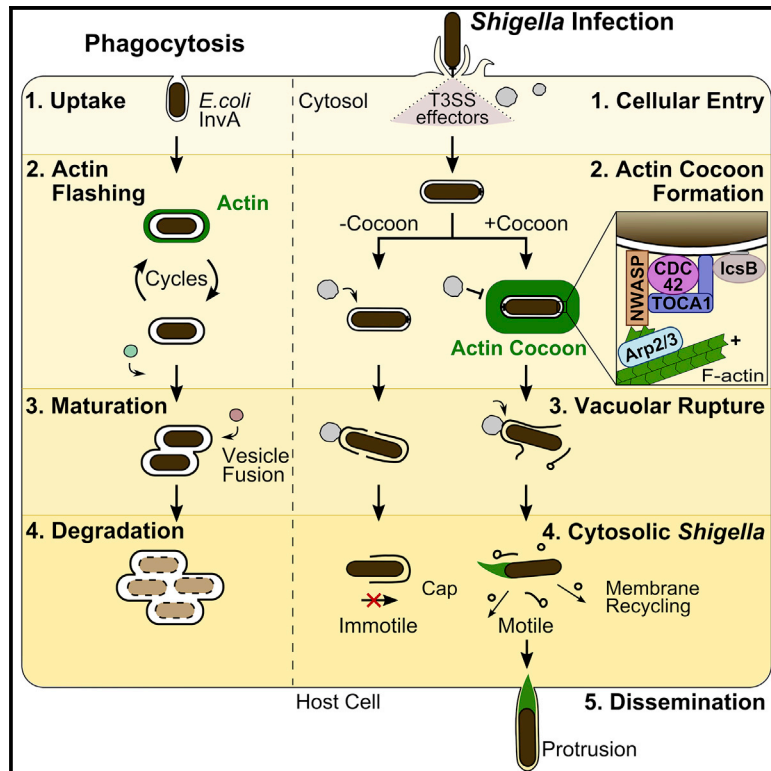 Phagocytosis
Shigella Infection
1. Uptake
E.coli
InvA
Cytosol
T3SS
effectors
1. Cellular Entry
2. Actin
Flashing
Actin
Cycles
2. Actin Cocoon
Formation
-Cocoon
+Cocoon
Actin Cocoon
NWASP
CDC
42
TOCA1
IcsB
Arp2/3
+
F-actin
3. Maturation
Vesicle
Fusion
3. Vacuolar Rupture
4. Degradation
4. Cytosolic Shigella
Cap
Immotile
Motile
Membrane
Recycling
Host Cell
5. Dissemination
Protrusion